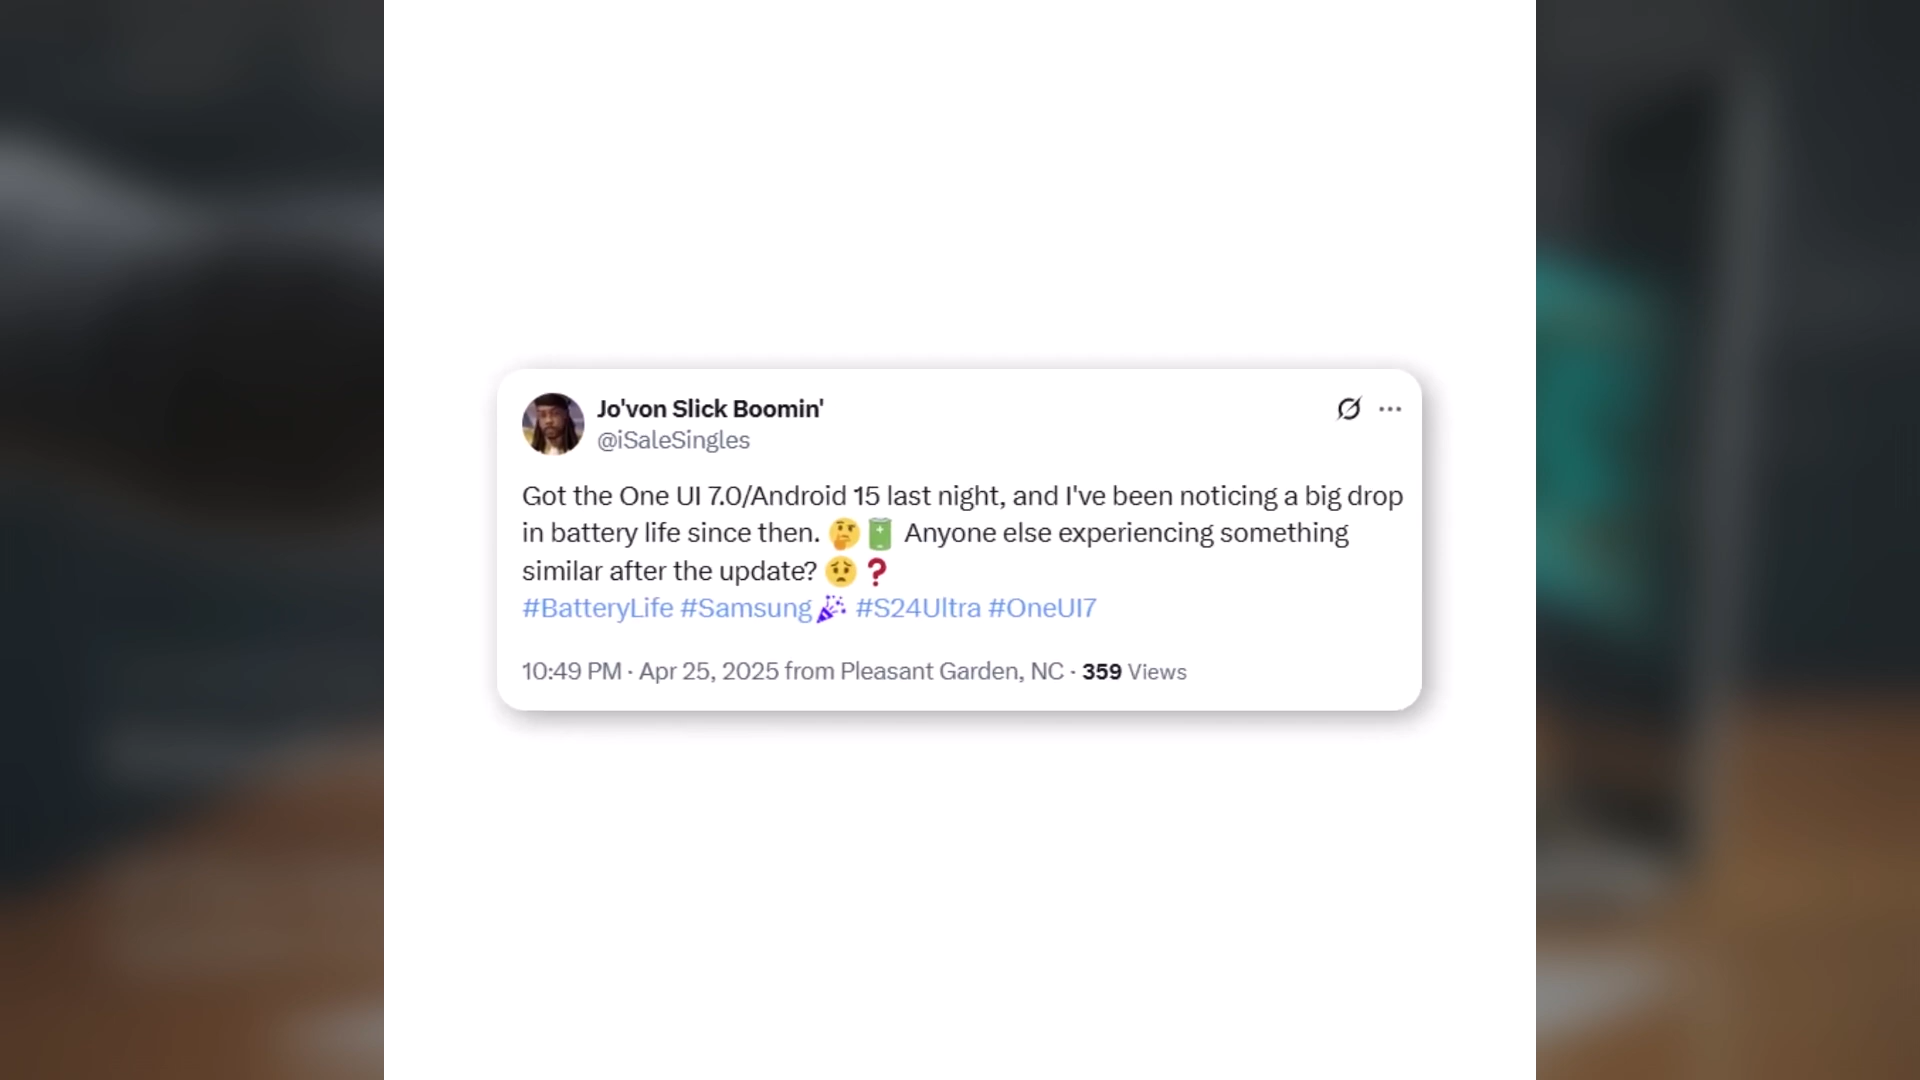 Jo'von Slick Boomin'
@iSaleSingles
Got the One UI 7.0/Android 15 last night, and I've been noticing a big drop
in battery life since then. 🤔🔋 Anyone else experiencing something
similar after the update? 😟❓
#BatteryLife #Samsung🎉 #S24Ultra #OneUI7
10:49 PM · Apr 25, 2025 from Pleasant Garden, NC · 359 Views